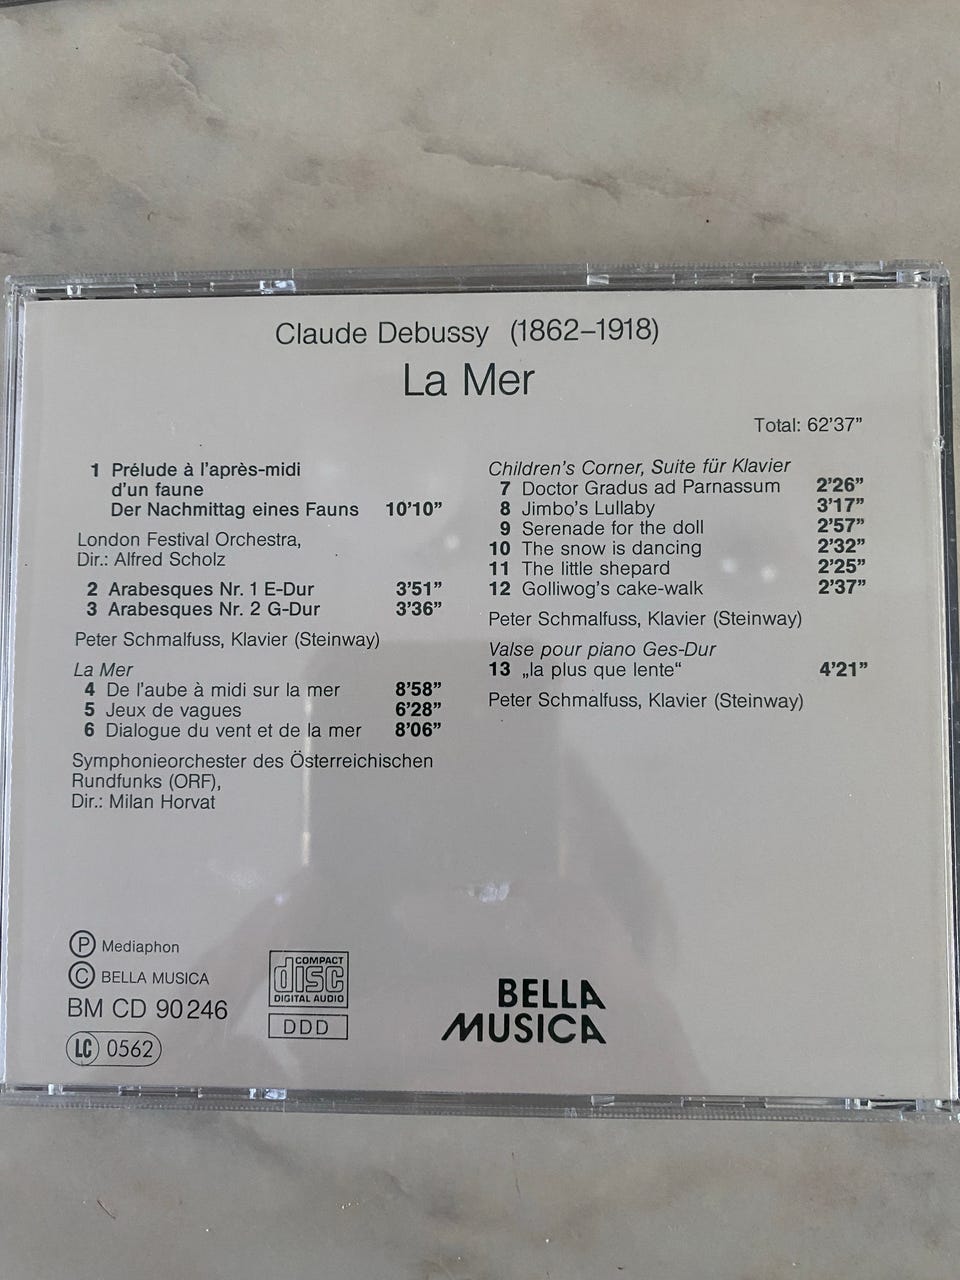 Claude Debussy (1862–1918)
La Mer
Total: 62'37"
1 Prélude à l'après-midi
d'un faune
Der Nachmittag eines Fauns 10'10"
London Festival Orchestra,
Dir.: Alfred Scholz
2 Arabesques Nr. 1 E-Dur 3'51"
3 Arabesques Nr. 2 G-Dur 3'36"
Peter Schmalfuss, Klavier (Steinway)
La Mer
4 De l'aube à midi sur la mer 8'58"
5 Jeux de vagues 6'28"
6 Dialogue du vent et de la mer 8'06"
Symphonieorchester des Österreichischen
Rundfunks (ORF),
Dir.: Milan Horvat
Children's Corner, Suite für Klavier
7 Doctor Gradus ad Parnassum 2'26"
8 Jimbo's Lullaby 3'17"
9 Serenade for the doll 2'57"
10 The snow is dancing 2'32"
11 The little shepard 2'25"
12 Golliwog's cake-walk 2'37"
Peter Schmalfuss, Klavier (Steinway)
Valse pour piano Ges-Dur
13 „la plus que lente“ 4'21"
Peter Schmalfuss, Klavier (Steinway)
Ⓟ Mediaphon
© BELLA MUSICA
BM CD 90246
LC 0562
COMPACT
disc
DIGITAL AUDIO
DDD
BELLA
MUSICA